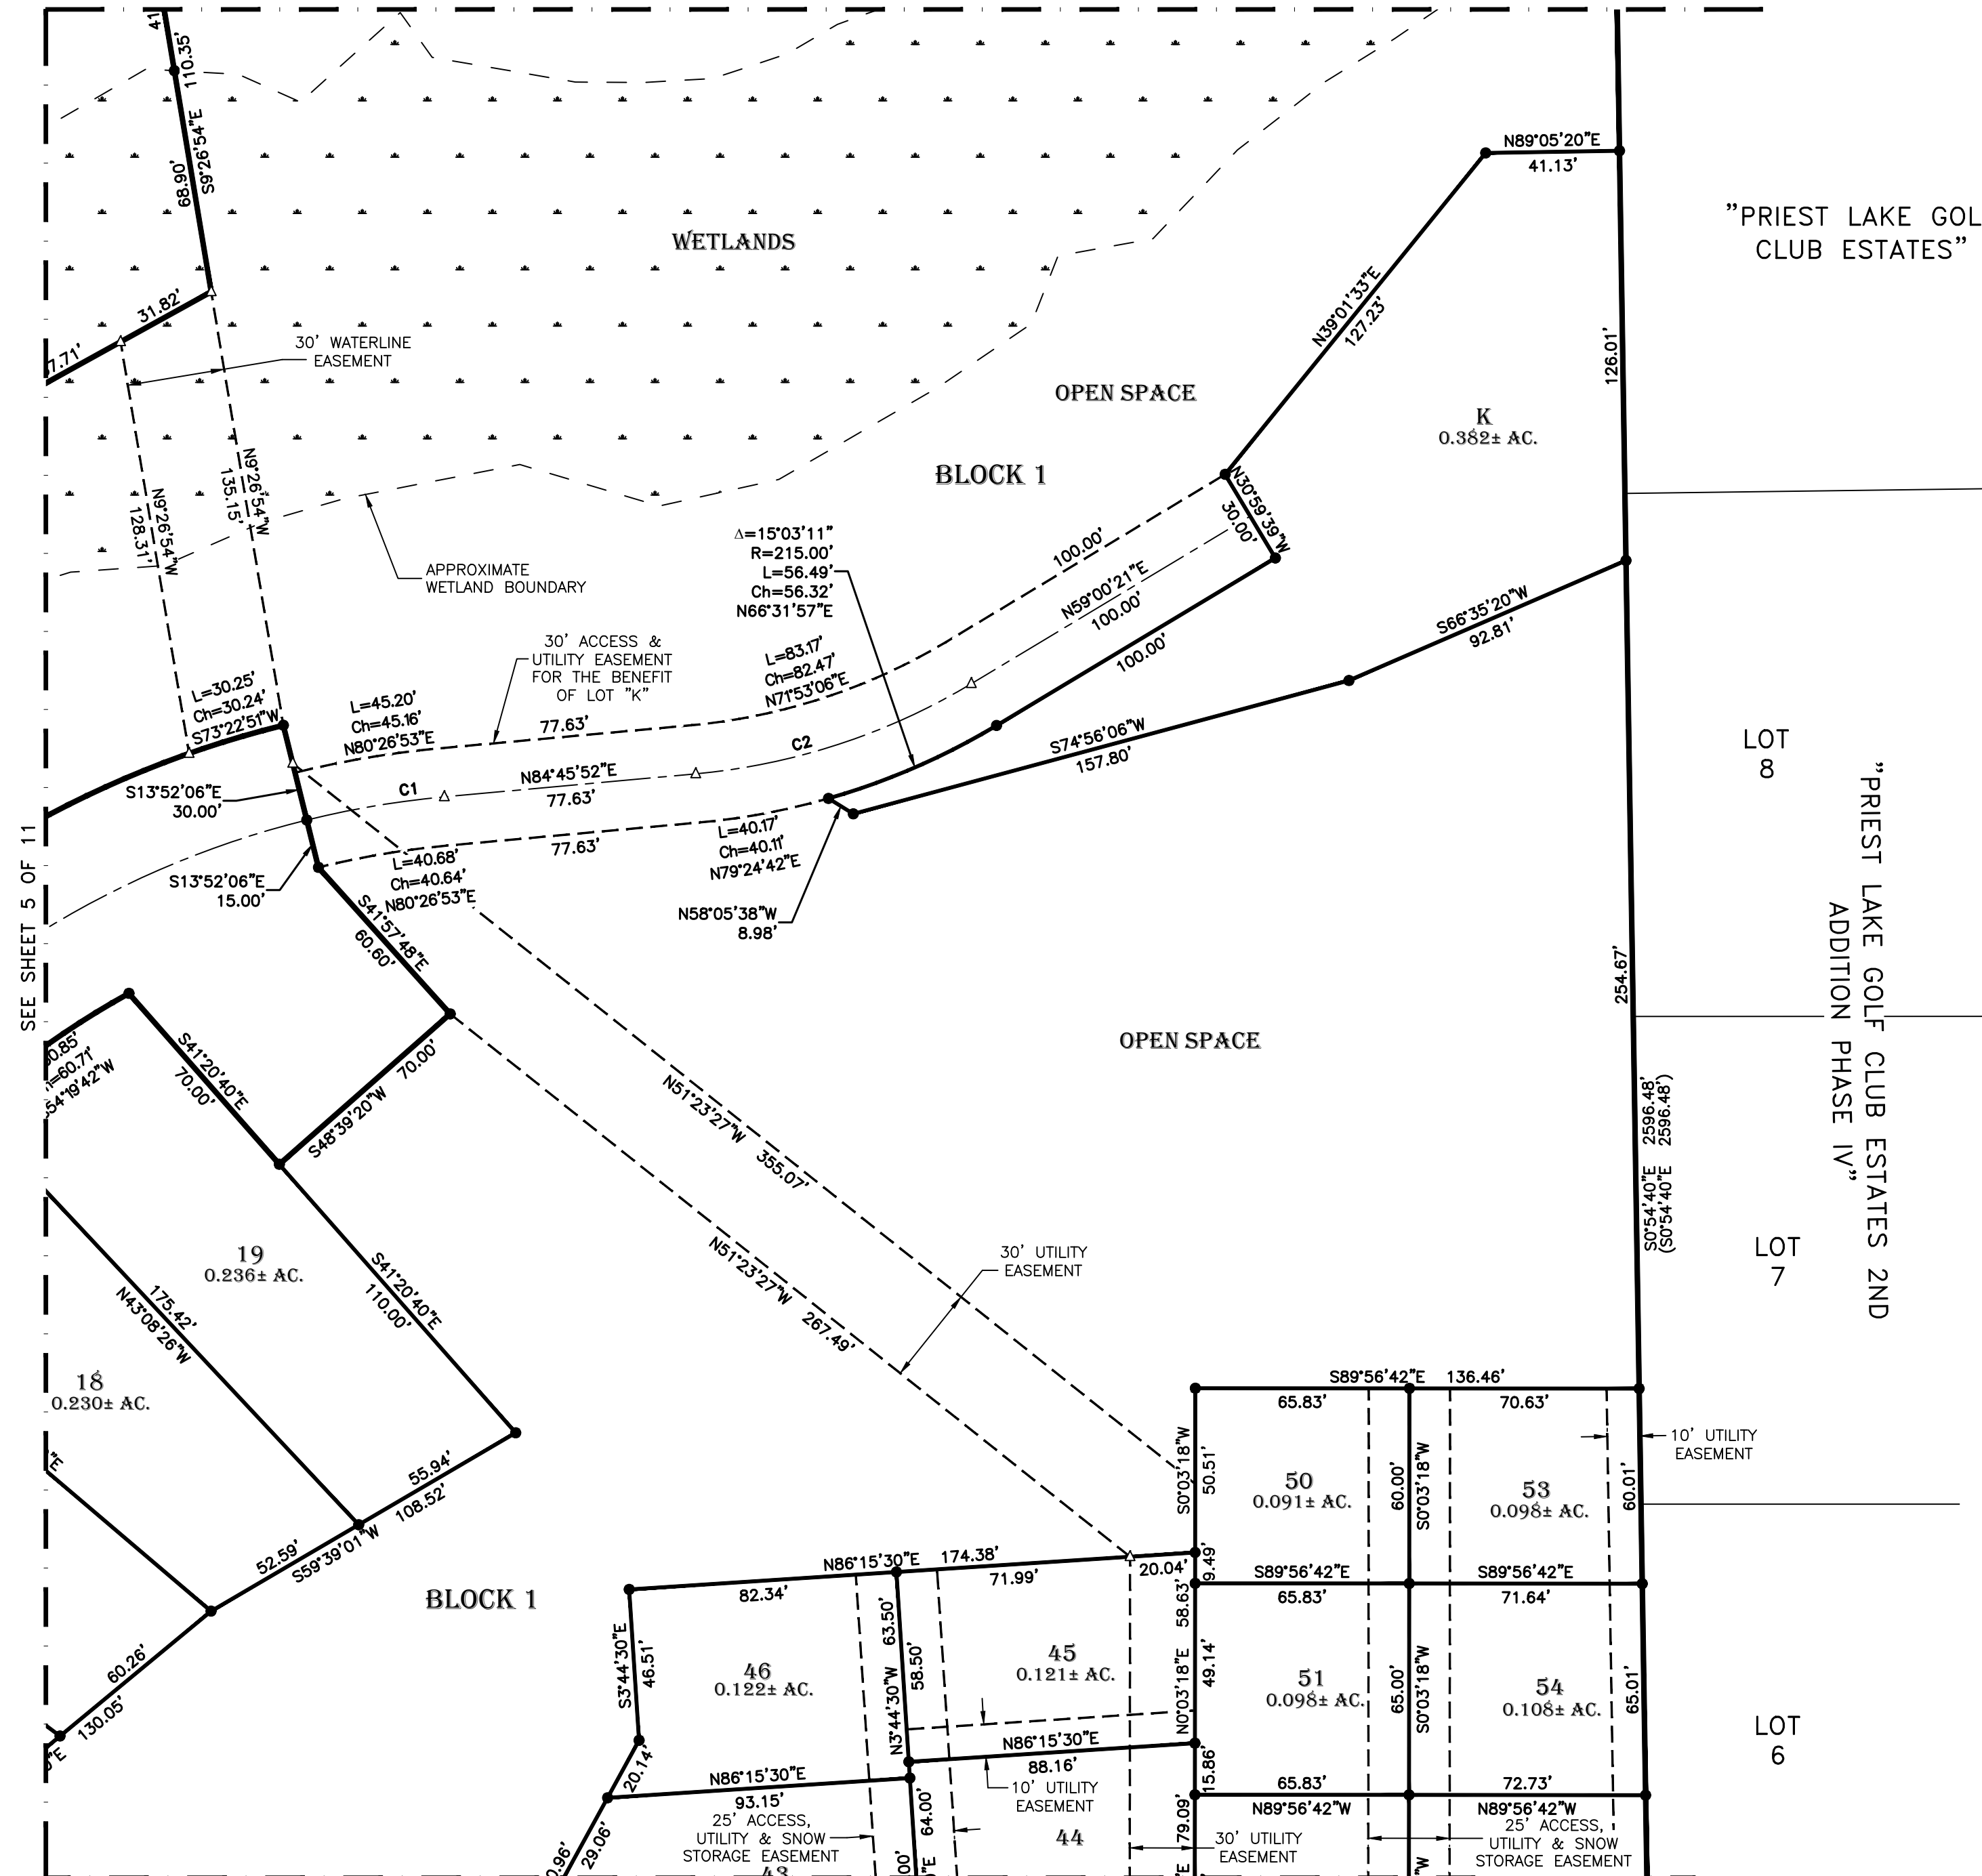 110.35'
S9°26'54"E
68.90'
31.82'
7.71'
30' WATERLINE
EASEMENT
WETLANDS
N89°05'20"E
41.13'
"PRIEST LAKE GOL
CLUB ESTATES"
N39°01'33"E
127.23'
126.01'
OPEN SPACE
K
0.382± AC.
BLOCK 1
N9°26'54"W
135.15'
N9°26'54"W
128.31'
APPROXIMATE
WETLAND BOUNDARY
Δ=15°03'11"
R=215.00'
L=56.49'
Ch=56.32'
N66°31'57"E
100.00'
N30°59'39"W
30.00'
N59°00'21"E
100.00'
100.00'
S66°35'20"W
92.81'
30' ACCESS &
UTILITY EASEMENT
FOR THE BENEFIT
OF LOT "K"
L=83.17'
Ch=82.47'
N71°53'06"E
L=30.25'
Ch=30.24'
S73°22'51"W
L=45.20'
Ch=45.16'
N80°26'53"E
77.63'
C2
S74°56'06"W
157.80'
LOT
8
S13°52'06"E
30.00'
C1
N84°45'52"E
77.63'
77.63'
L=40.17'
Ch=40.11'
N79°24'42"E
L=40.68'
Ch=40.64'
N80°26'53"E
S13°52'06"E
15.00'
N58°05'38"W
8.98'
SEE SHEET 5 OF 11
S41°57'48"E
60.60'
254.67'
"PRIEST LAKE GOLF CLUB ESTATES 2ND
ADDITION PHASE IV"
OPEN SPACE
S41°20'40"E
70.00'
S48°39'20"W 70.00'
=60.71'
54°19'42"W
N51°23'27"W 355.07'
S0°54'40"E 2596.48'
(S0°54'40"E 2596.48')
19
0.236± AC.
S41°20'40"E
110.00'
N51°23'27"W 267.49'
30' UTILITY
EASEMENT
LOT
7
175.42'
N43°08'26"W
18
0.230± AC.
S89°56'42"E 136.46'
65.83'
70.63'
10' UTILITY
EASEMENT
S0°03'18"W
50.51'
50
0.091± AC.
60.00'
S0°03'18"W
53
0.098± AC.
60.01'
55.94'
108.52'
52.59'
S59°39'01"W
BLOCK 1
N86°15'30"E 174.38'
82.34'
71.99'
20.04'
9.49'
S89°56'42"E
65.83'
S89°56'42"E
71.64'
58.63'
N0°03'18"E
49.14'
S3°44'30"E
46.51'
46
0.122± AC.
63.50'
N3°44'30"W
58.50'
45
0.121± AC.
51
0.098± AC.
65.00'
S0°03'18"W
54
0.108± AC.
65.01'
60.26'
130.05'
LOT
6
20.14'
N86°15'30"E
93.15'
N86°15'30"E
88.16'
10' UTILITY
EASEMENT
15.86'
65.83'
N89°56'42"W
72.73'
N89°56'42"W
25' ACCESS,
UTILITY & SNOW
STORAGE EASEMENT
43
29.06'
64.00'
44
79.09'
30' UTILITY
EASEMENT
25' ACCESS,
UTILITY & SNOW
STORAGE EASEMENT